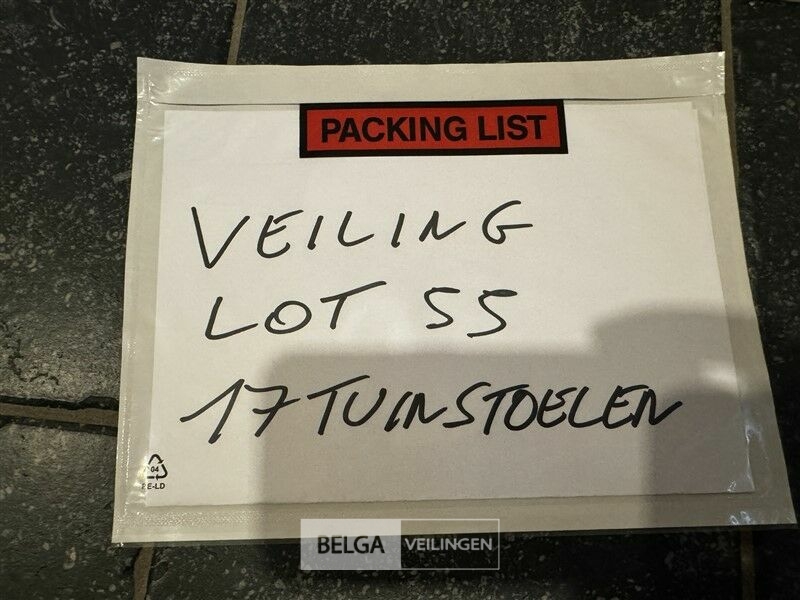 PACKING LIST
VEILING
LOT 55
17 TUINSTOELEN
04
PE-LD
BELGA VEILINGEN